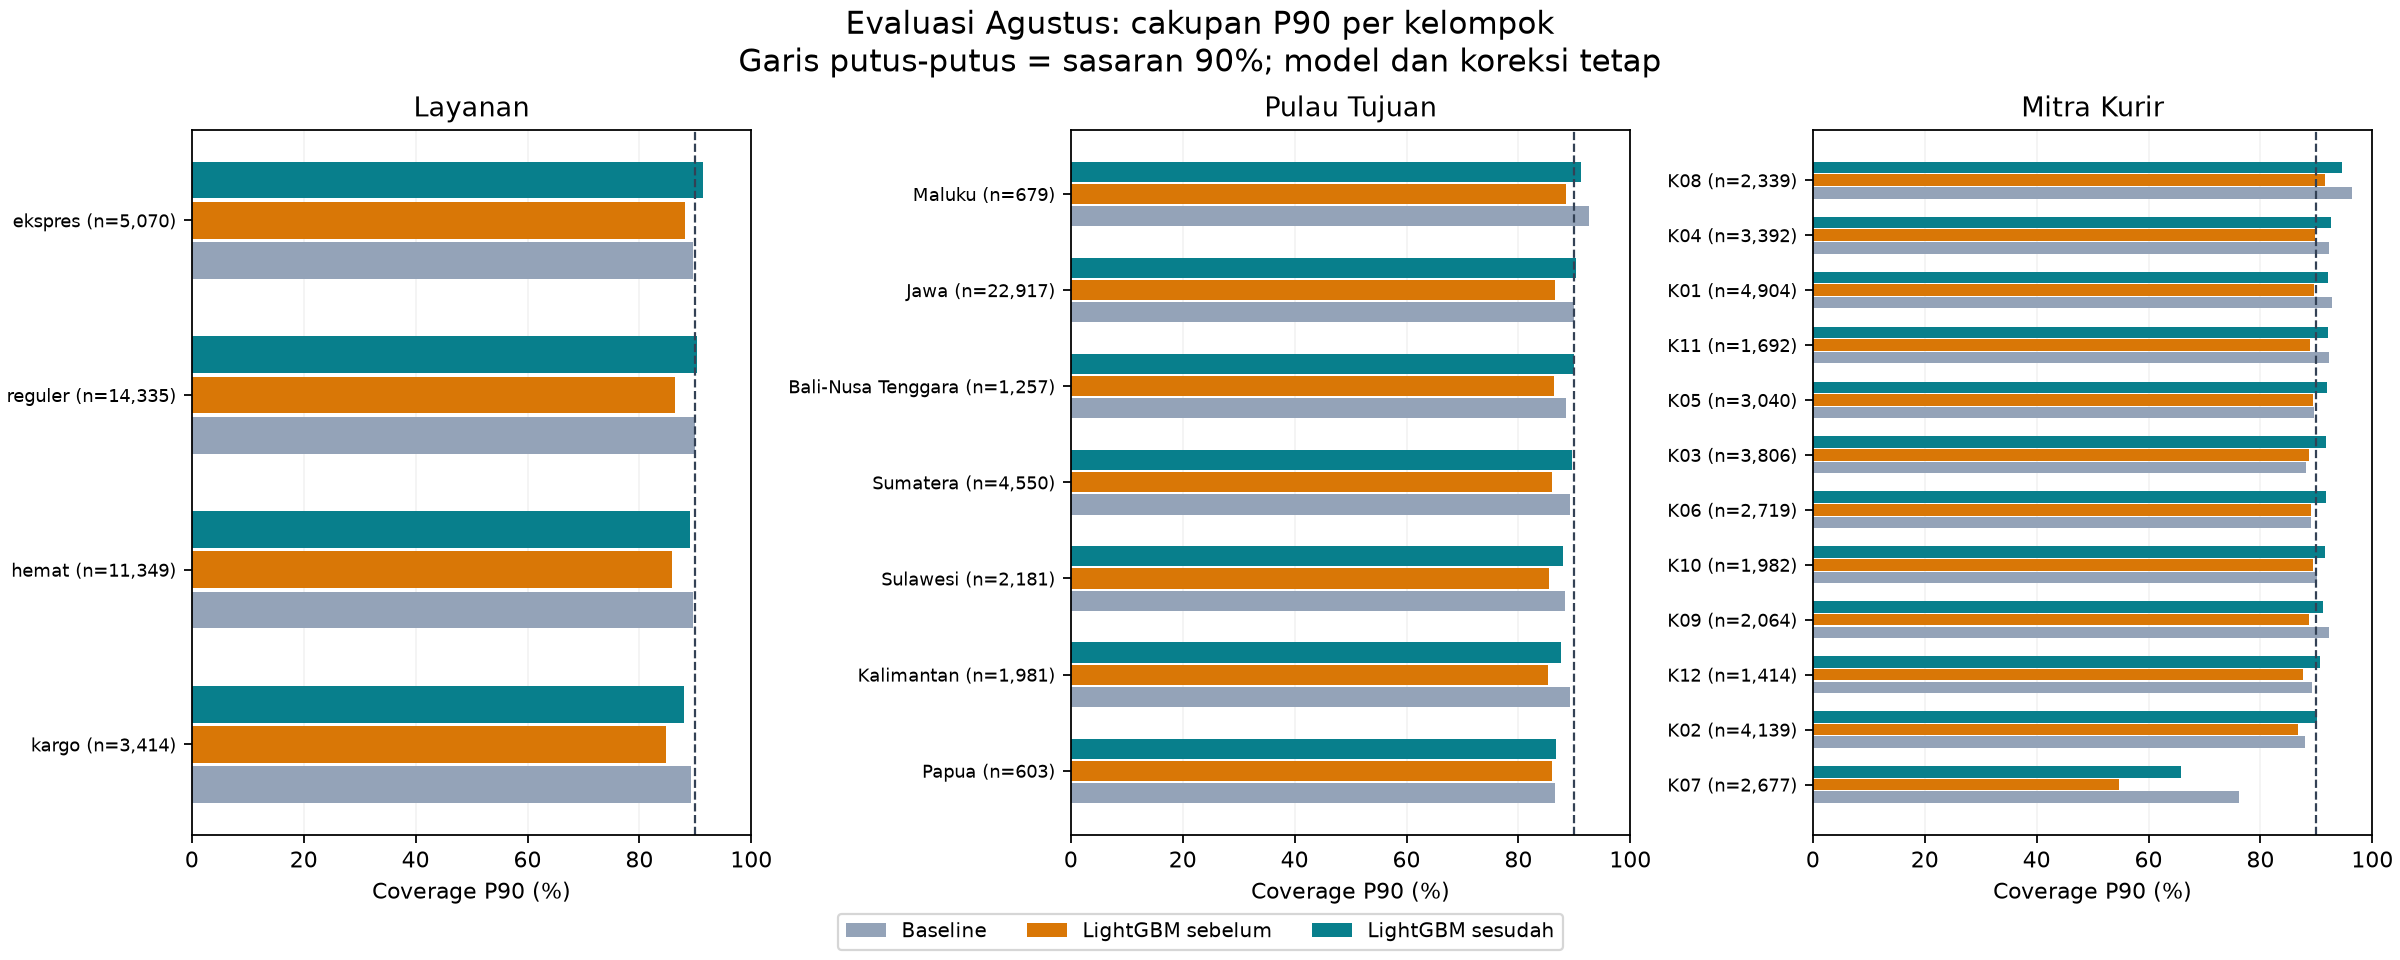 Evaluasi Agustus: cakupan P90 per kelompok
Garis putus-putus = sasaran 90%; model dan koreksi tetap
Layanan
ekspres (n=5,070)
reguler (n=14,335)
hemat (n=11,349)
kargo (n=3,414)
0 20 40 60 80 100
Coverage P90 (%)
Pulau Tujuan
Maluku (n=679)
Jawa (n=22,917)
Bali-Nusa Tenggara (n=1,257)
Sumatera (n=4,550)
Sulawesi (n=2,181)
Kalimantan (n=1,981)
Papua (n=603)
0 20 40 60 80 100
Coverage P90 (%)
Mitra Kurir
K08 (n=2,339)
K04 (n=3,392)
K01 (n=4,904)
K11 (n=1,692)
K05 (n=3,040)
K03 (n=3,806)
K06 (n=2,719)
K10 (n=1,982)
K09 (n=2,064)
K12 (n=1,414)
K02 (n=4,139)
K07 (n=2,677)
0 20 40 60 80 100
Coverage P90 (%)
Baseline LightGBM sebelum LightGBM sesudah